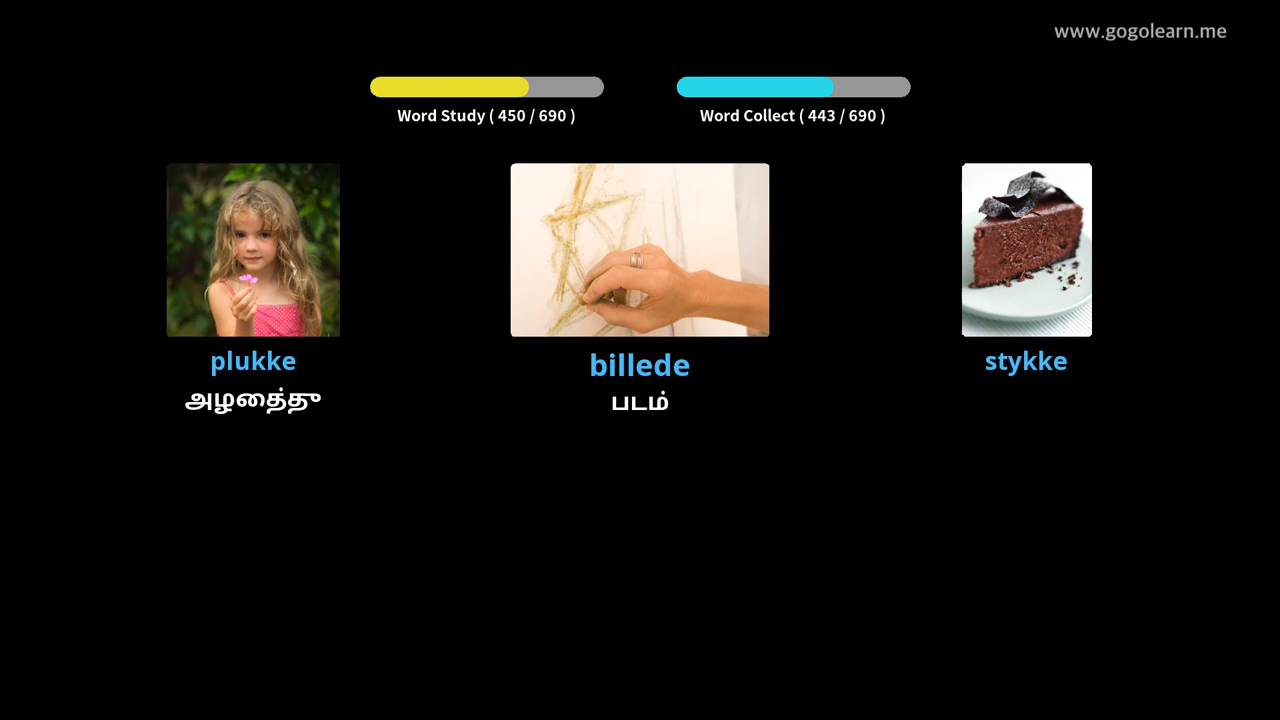 www.gogolearn.me
Word Study ( 450 / 690 )
Word Collect ( 443 / 690 )
plukke
அழைத்து
billede
படம்
stykke